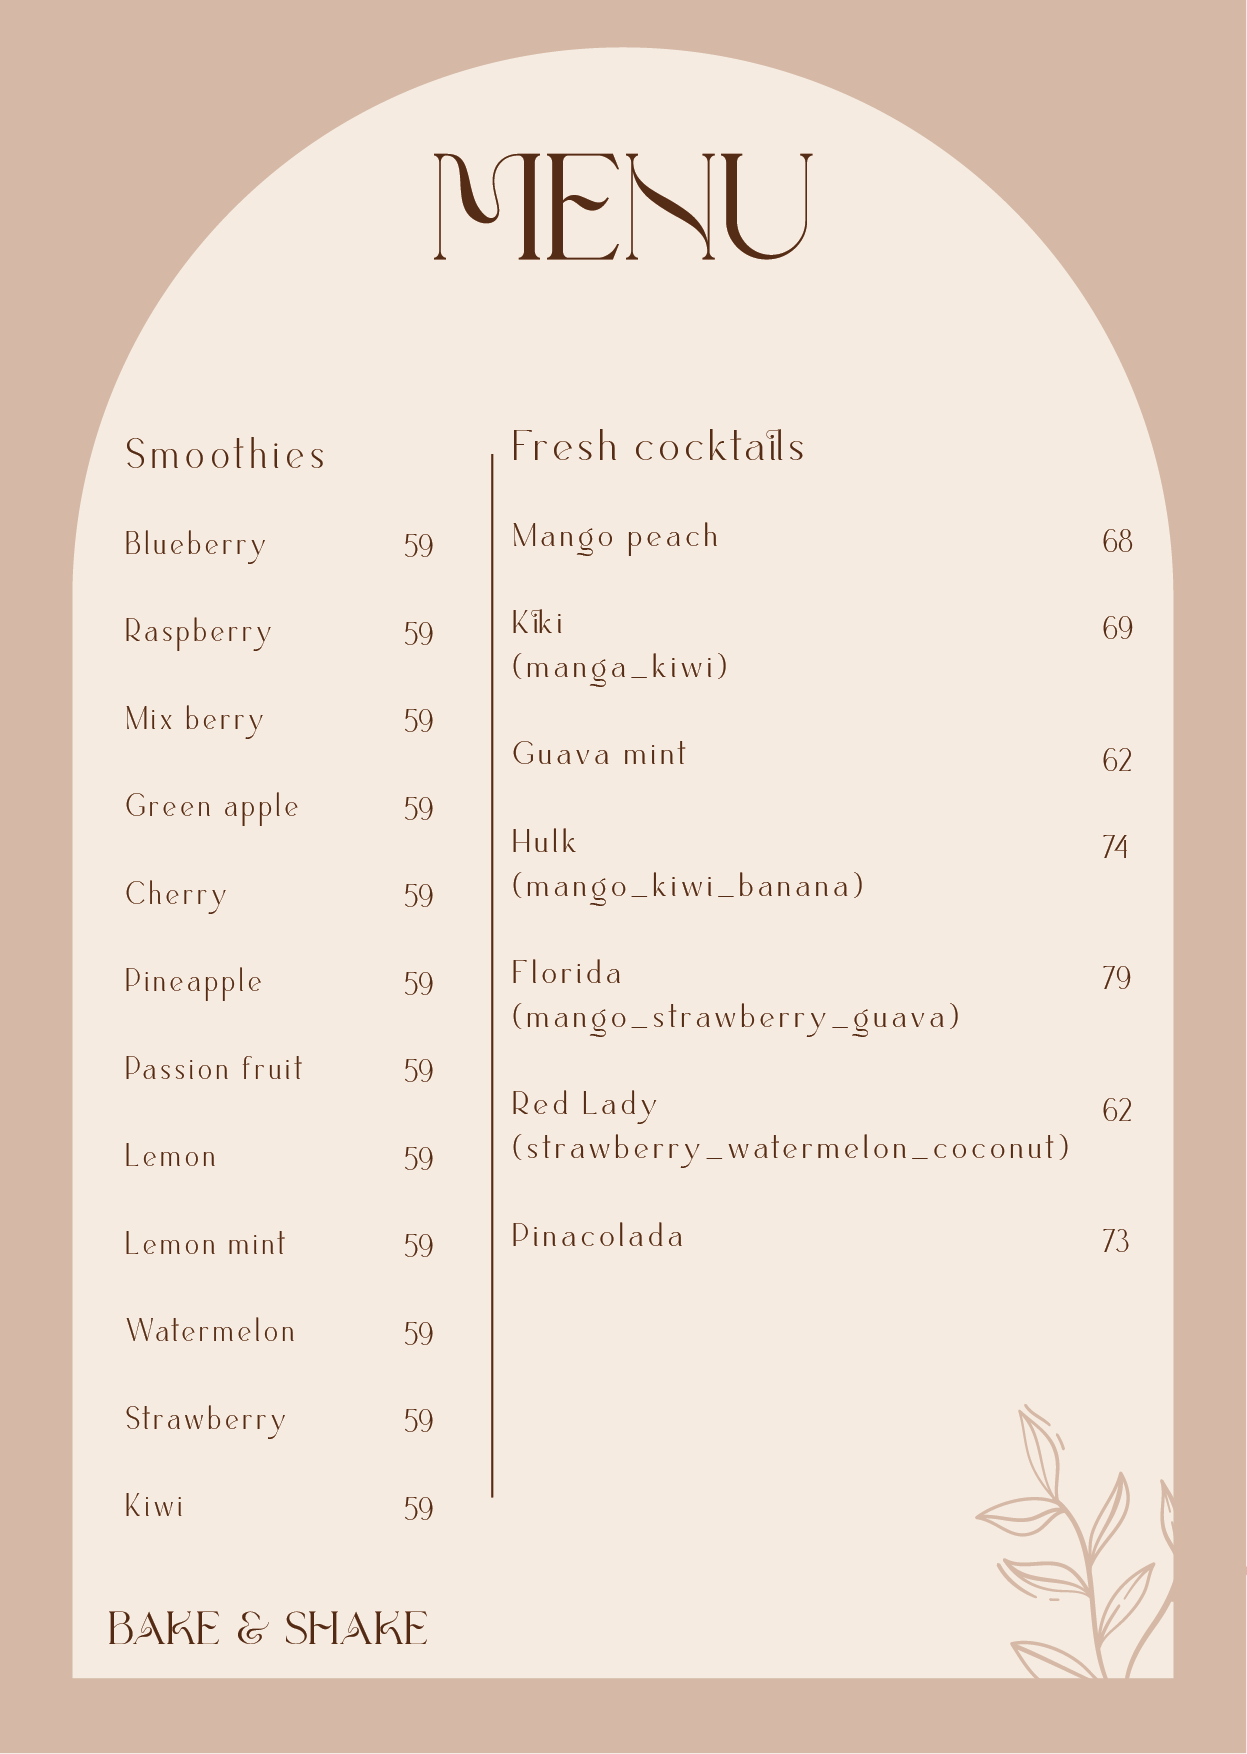 MENU
Smoothies
Blueberry 59
Raspberry 59
Mix berry 59
Green apple 59
Cherry 59
Pineapple 59
Passion fruit 59
Lemon 59
Lemon mint 59
Watermelon 59
Strawberry 59
Kiwi 59
Fresh cocktails
Mango peach 68
Kiki 69
(manga_kiwi)
Guava mint 62
Hulk 74
(mango_kiwi_banana)
Florida 79
(mango_strawberry_guava)
Red Lady 62
(strawberry_watermelon_coconut)
Pinacolada 73
BAKE & SHAKE